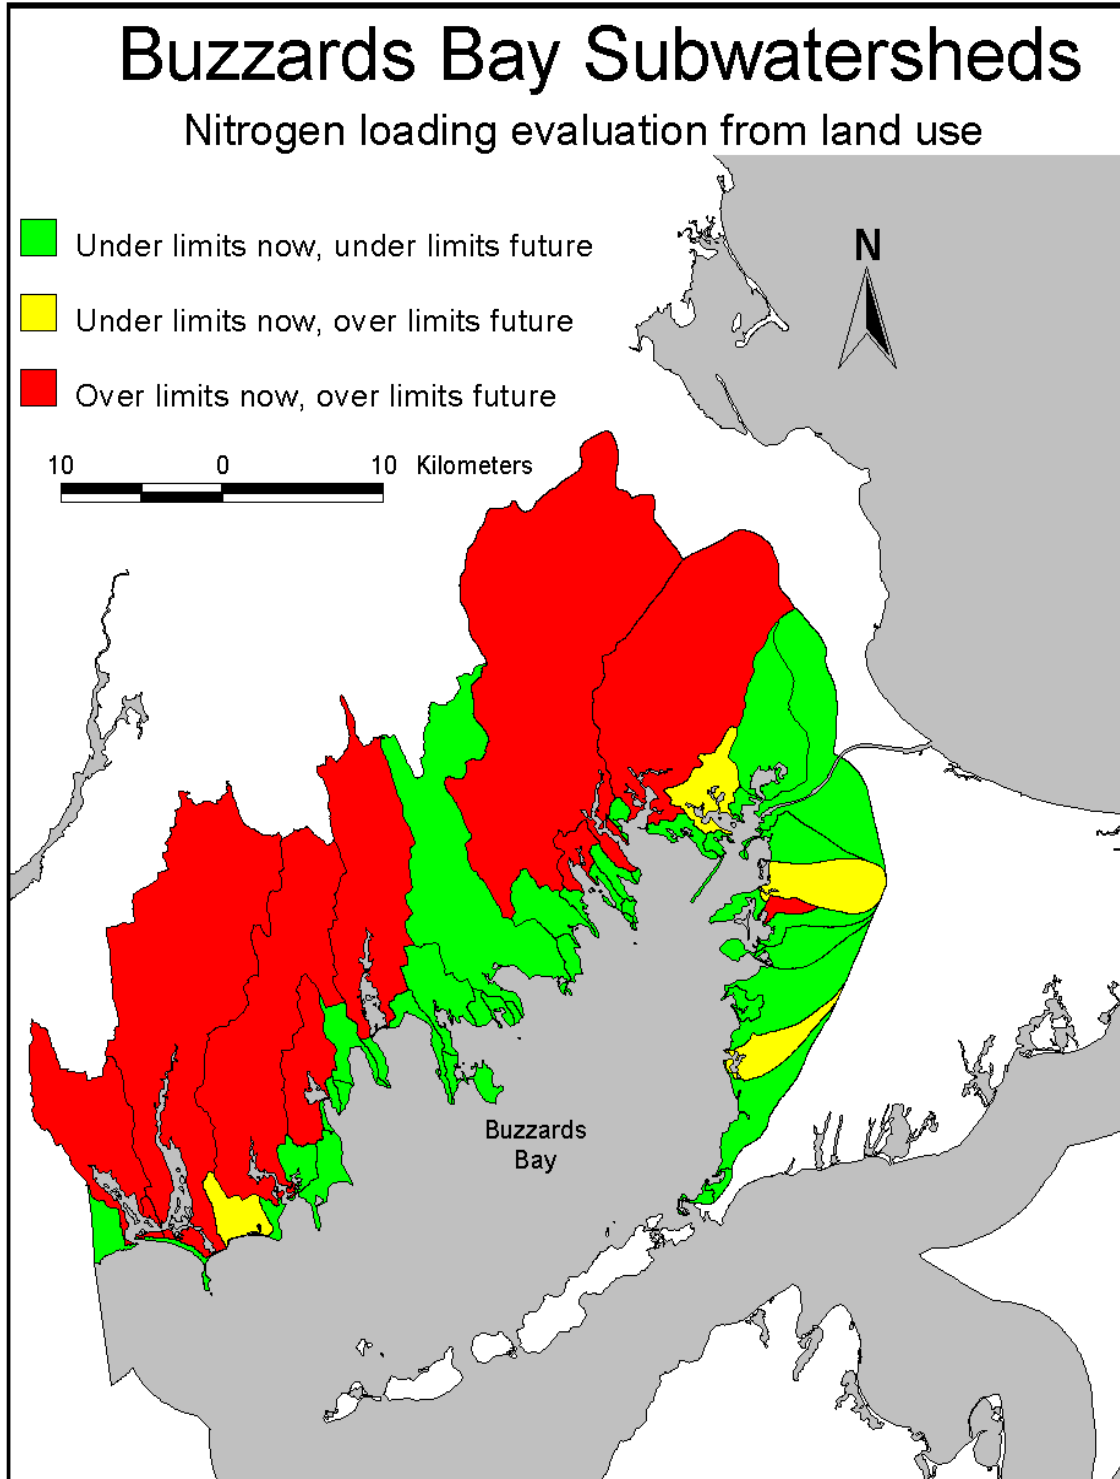 Buzzards Bay Subwatersheds
Nitrogen loading evaluation from land use
Under limits now, under limits future
Under limits now, over limits future
Over limits now, over limits future
N
10 0 10 Kilometers
Buzzards
Bay